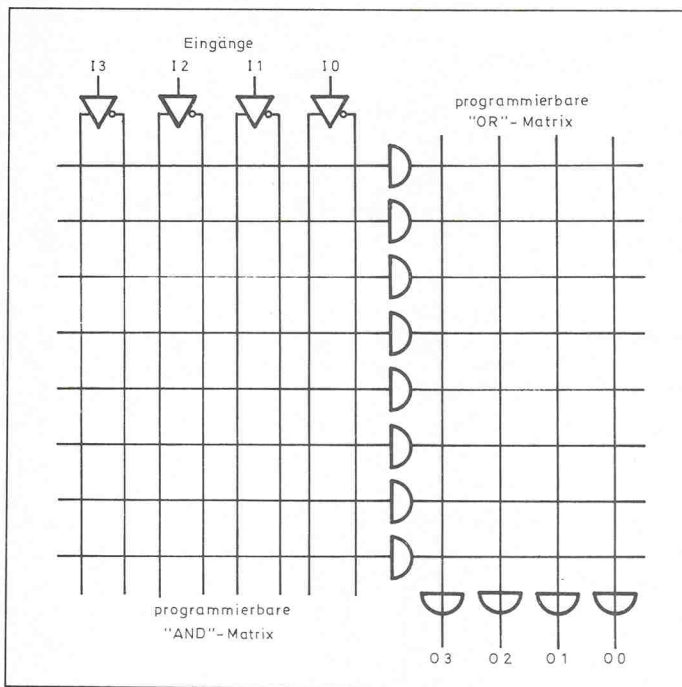 Eingänge
I3 I2 I1 I0
programmierbare
"OR"-Matrix
programmierbare
"AND"-Matrix
O3 O2 O1 O0